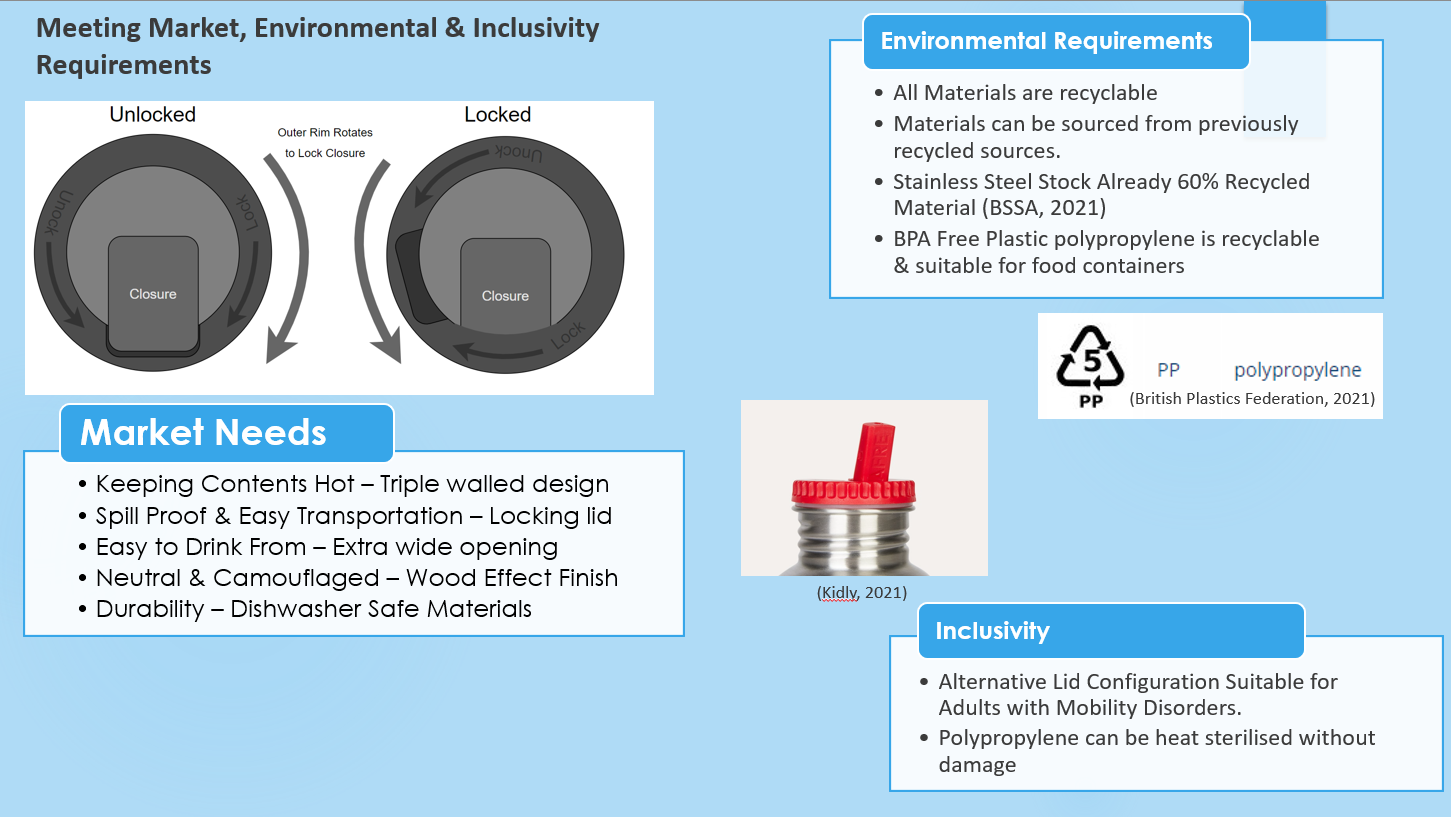 Meeting Market, Environmental & Inclusivity
Requirements
Unlocked
Locked
Outer Rim Rotates
to Lock Closure
Unock
Lock
Closure
Unock
Closure
Lock
Market Needs
• Keeping Contents Hot – Triple walled design
• Spill Proof & Easy Transportation – Locking lid
• Easy to Drink From – Extra wide opening
• Neutral & Camouflaged – Wood Effect Finish
• Durability – Dishwasher Safe Materials
Environmental Requirements
• All Materials are recyclable
• Materials can be sourced from previously
recycled sources.
• Stainless Steel Stock Already 60% Recycled
Material (BSSA, 2021)
• BPA Free Plastic polypropylene is recyclable
& suitable for food containers
5
PP
PP polypropylene
(British Plastics Federation, 2021)
(Kidly, 2021)
Inclusivity
• Alternative Lid Configuration Suitable for
Adults with Mobility Disorders.
• Polypropylene can be heat sterilised without
damage